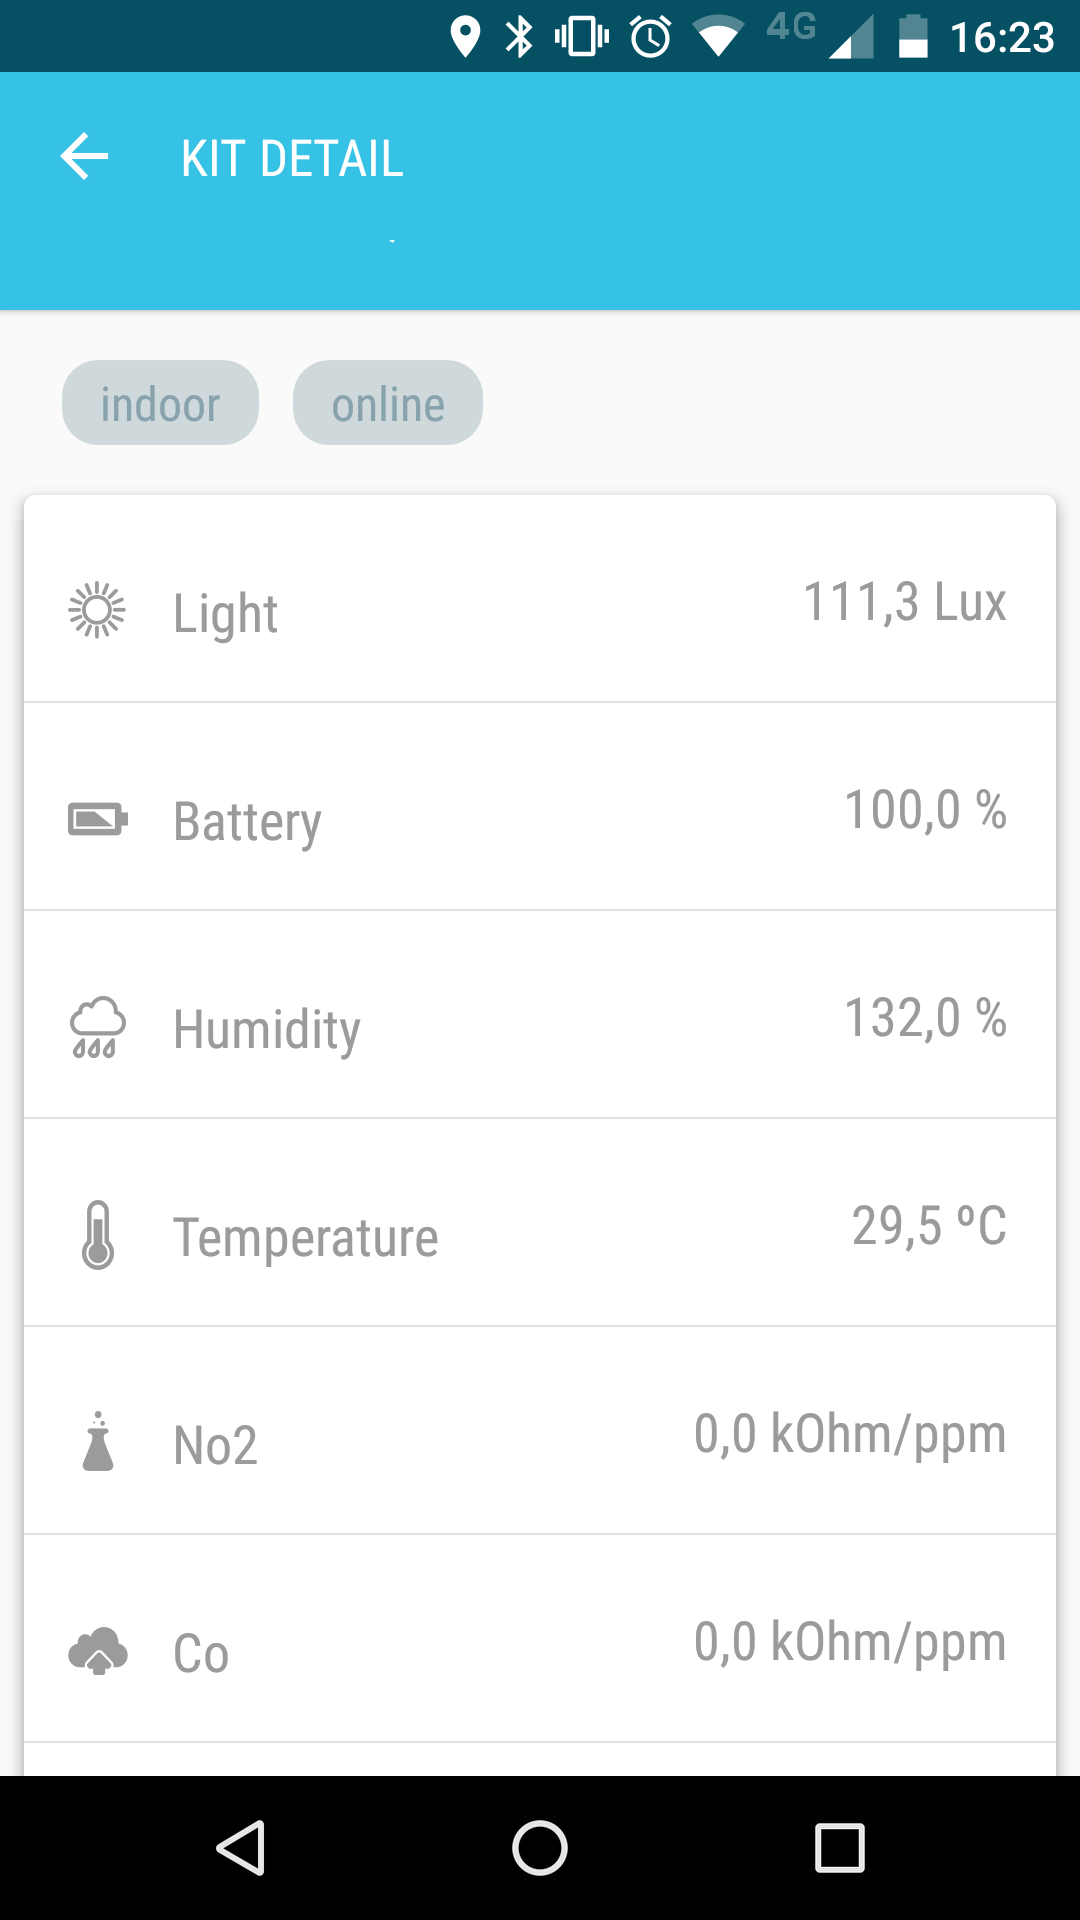 4G 16:23
KIT DETAIL
indoor online
Light 111,3 Lux
Battery 100,0 %
Humidity 132,0 %
Temperature 29,5 ºC
No2 0,0 kOhm/ppm
Co 0,0 kOhm/ppm